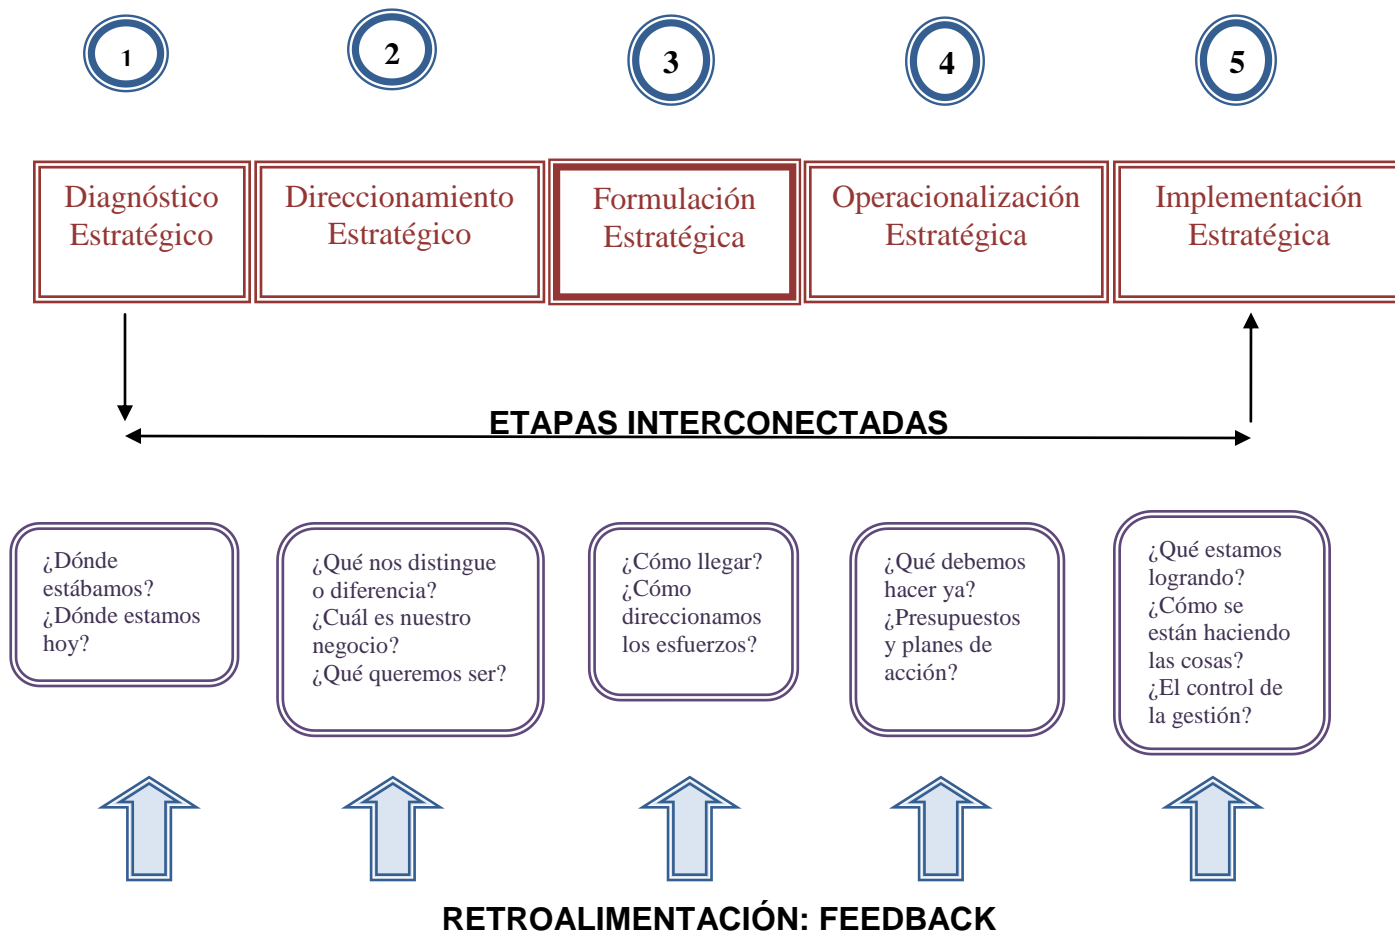 1
2
3
4
5
Diagnóstico
Estratégico
Direccionamiento
Estratégico
Formulación
Estratégica
Operacionalización
Estratégica
Implementación
Estratégica
ETAPAS INTERCONECTADAS
¿Dónde
estábamos?
¿Dónde estamos
hoy?
¿Qué nos distingue
o diferencia?
¿Cuál es nuestro
negocio?
¿Qué queremos ser?
¿Cómo llegar?
¿Cómo
direccionamos
los esfuerzos?
¿Qué debemos
hacer ya?
¿Presupuestos
y planes de
acción?
¿Qué estamos
logrando?
¿Cómo se
están haciendo
las cosas?
¿El control de
la gestión?
RETROALIMENTACIÓN: FEEDBACK